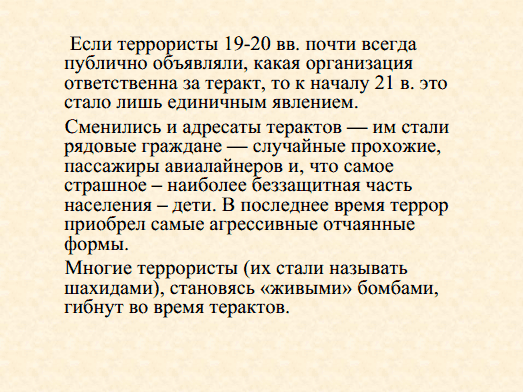 Если террористы 19-20 вв. почти всегда
публично объявляли, какая организация
ответственна за теракт, то к началу 21 в. это
стало лишь единичным явлением.
Сменились и адресаты терактов — им стали
рядовые граждане — случайные прохожие,
пассажиры авиалайнеров и, что самое
страшное – наиболее беззащитная часть
населения – дети. В последнее время террор
приобрел самые агрессивные отчаянные
формы.
Многие террористы (их стали называть
шахидами), становясь «живыми» бомбами,
гибнут во время терактов.